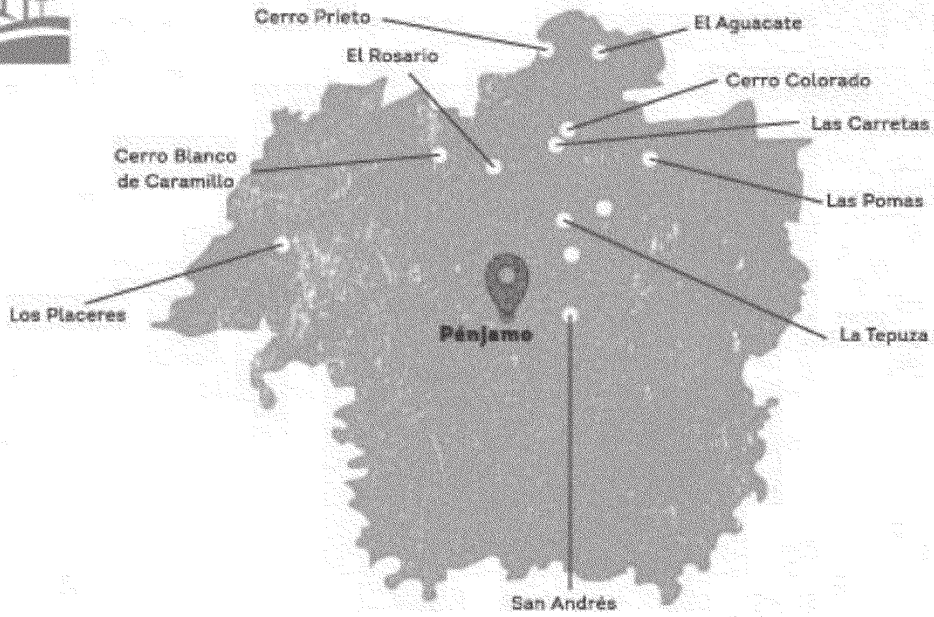 Cerro Prieto
El Aguacate
El Rosario
Cerro Colorado
Las Carretas
Cerro Blanco
de Caramillo
Las Pomas
Los Placeres
Pénjamo
La Tepuza
San Andrés